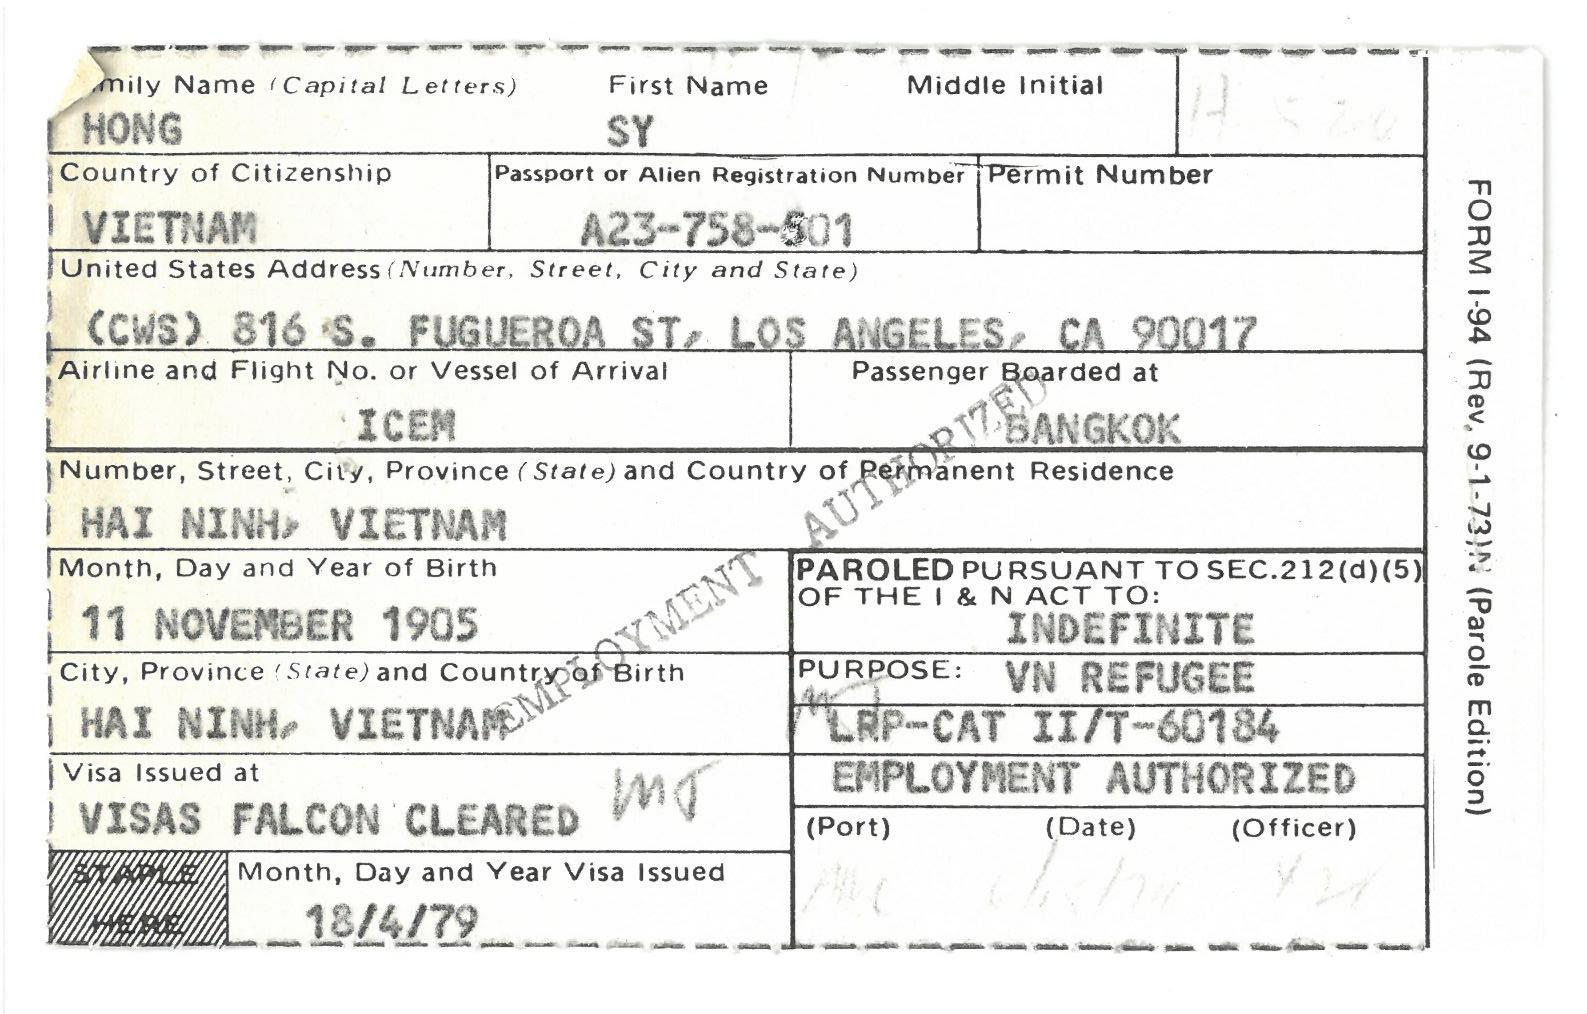 mily Name (Capital Letters) First Name Middle Initial
HONG SY
Country of Citizenship Passport or Alien Registration Number Permit Number
VIETNAM A23-758-501
United States Address (Number, Street, City and State)
(CWS) 816 S. FUGUEROA ST, LOS ANGELES, CA 90017
Airline and Flight No. or Vessel of Arrival Passenger Boarded at
ICEM BANGKOK
Number, Street, City, Province (State) and Country of Permanent Residence
HAI NINH, VIETNAM
EMPLOYMENT AUTHORIZED
Month, Day and Year of Birth
11 NOVEMBER 1905
PAROLED PURSUANT TO SEC.212(d)(5)
OF THE I & N ACT TO:
INDEFINITE
City, Province (State) and Country of Birth
HAI NINH, VIETNAM
PURPOSE: VN REFUGEE
LRP-CAT II/T-60184
Visa Issued at
VISAS FALCON CLEARED MJ
EMPLOYMENT AUTHORIZED
(Port) (Date) (Officer)
STAPLE
HERE
Month, Day and Year Visa Issued
18/4/79
FORM I-94 (Rev. 9-1-73)N (Parole Edition)